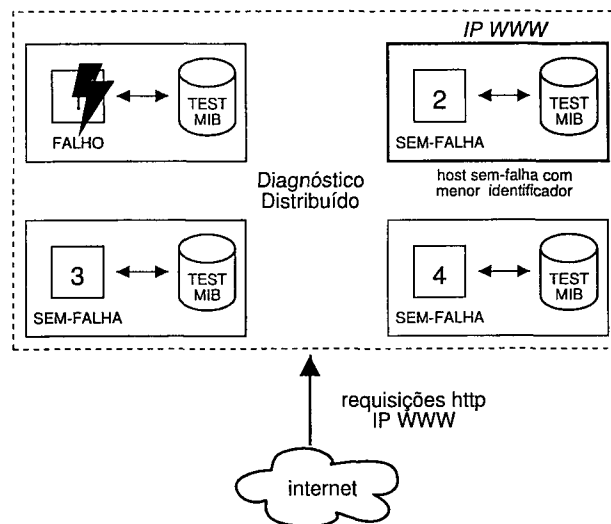 IP WWW
TEST
MIB
FALHO
2
TEST
MIB
SEM-FALHA
host sem-falha com
menor identificador
Diagnóstico
Distribuído
3
TEST
MIB
SEM-FALHA
4
TEST
MIB
SEM-FALHA
requisições http
IP WWW
internet